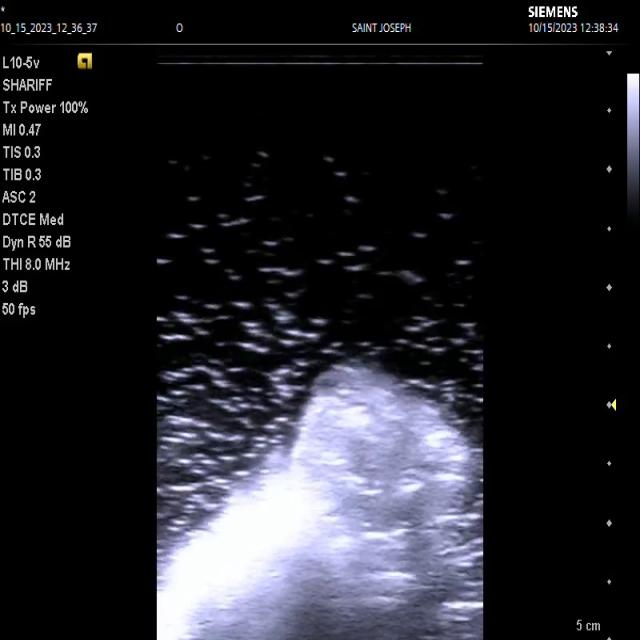 *
SIEMENS
10_15_2023_12_36_37 O SAINT JOSEPH 10/15/2023 12:38:34
L10-5v
SHARIFF
Tx Power 100%
MI 0.47
TIS 0.3
TIB 0.3
ASC 2
DTCE Med
Dyn R 55 dB
THI 8.0 MHz
3 dB
50 fps
5 cm